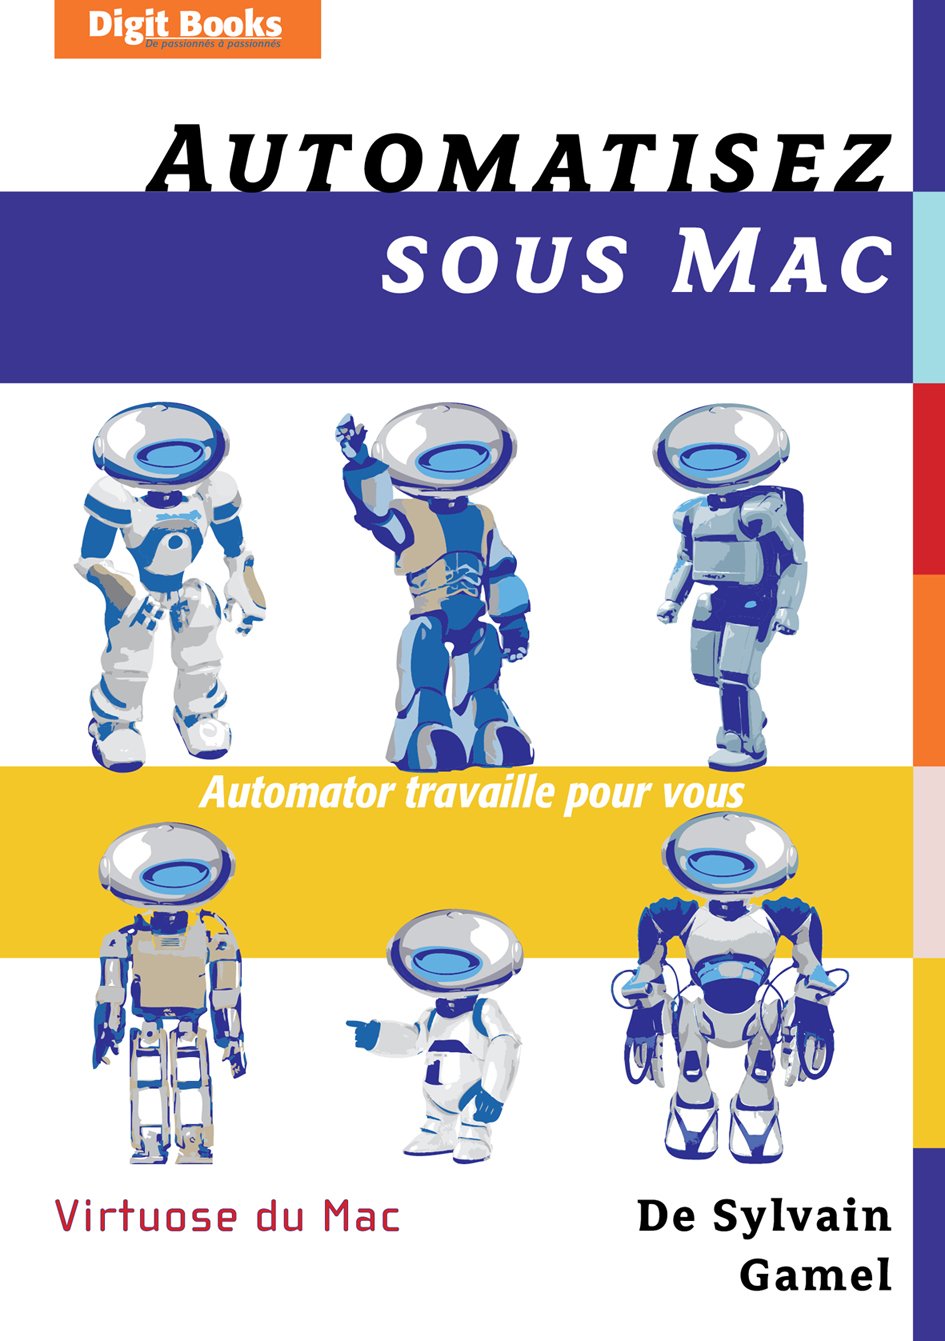 Digit Books
De passionnés à passionnés
AUTOMATISEZ
SOUS MAC
Automator travaille pour vous
Virtuose du Mac
De Sylvain
Gamel